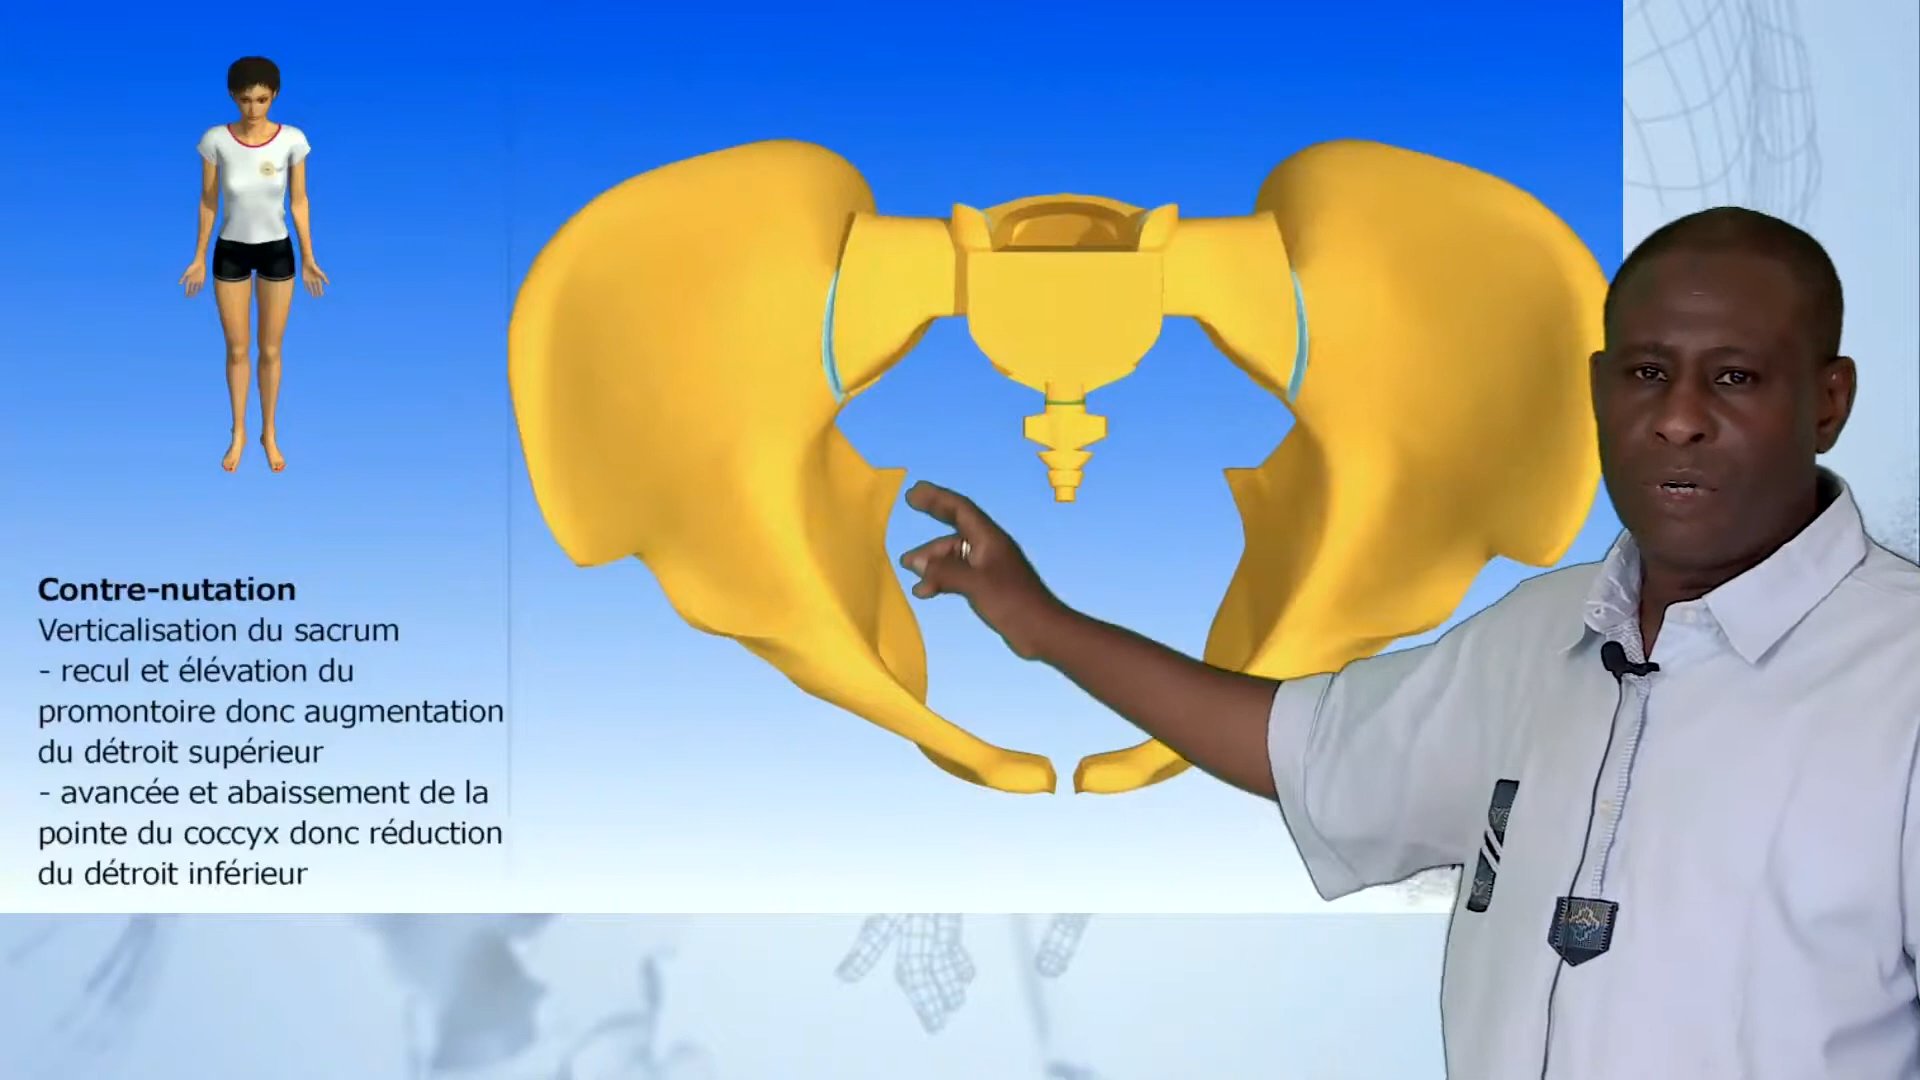 Contre-nutation
Verticalisation du sacrum
- recul et élévation du
promontoire donc augmentation
du détroit supérieur
- avancée et abaissement de la
pointe du coccyx donc réduction
du détroit inférieur